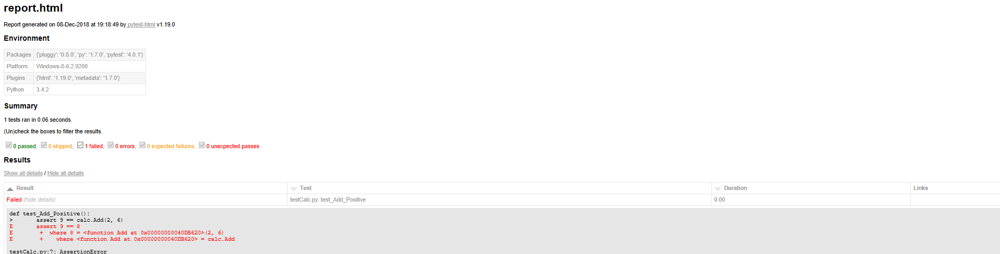 report.html
Report generated on 08-Dec-2018 at 19:18:49 by pytest-html v1.19.0
Environment
Packages {'pluggy': '0.8.0', 'py': '1.7.0', 'pytest': '4.0.1'}
Platform Windows-8-6.2.9200
Plugins {'html': '1.19.0', 'metadata': '1.7.0'}
Python 3.4.2
Summary
1 tests ran in 0.06 seconds.
(Un)check the boxes to filter the results.
0 passed, 0 skipped, 1 failed, 0 errors, 0 expected failures, 0 unexpected passes
Results
Show all details / Hide all details
Result Test Duration Links
Failed (hide details) testCalc.py::test_Add_Positive 0.00
def test_Add_Positive():
> assert 9 == calc.Add(2, 6)
E assert 9 == 8
E + where 8 = <function Add at 0x00000000040DB620>(2, 6)
E + where <function Add at 0x00000000040DB620> = calc.Add
testCalc.py:7: AssertionError